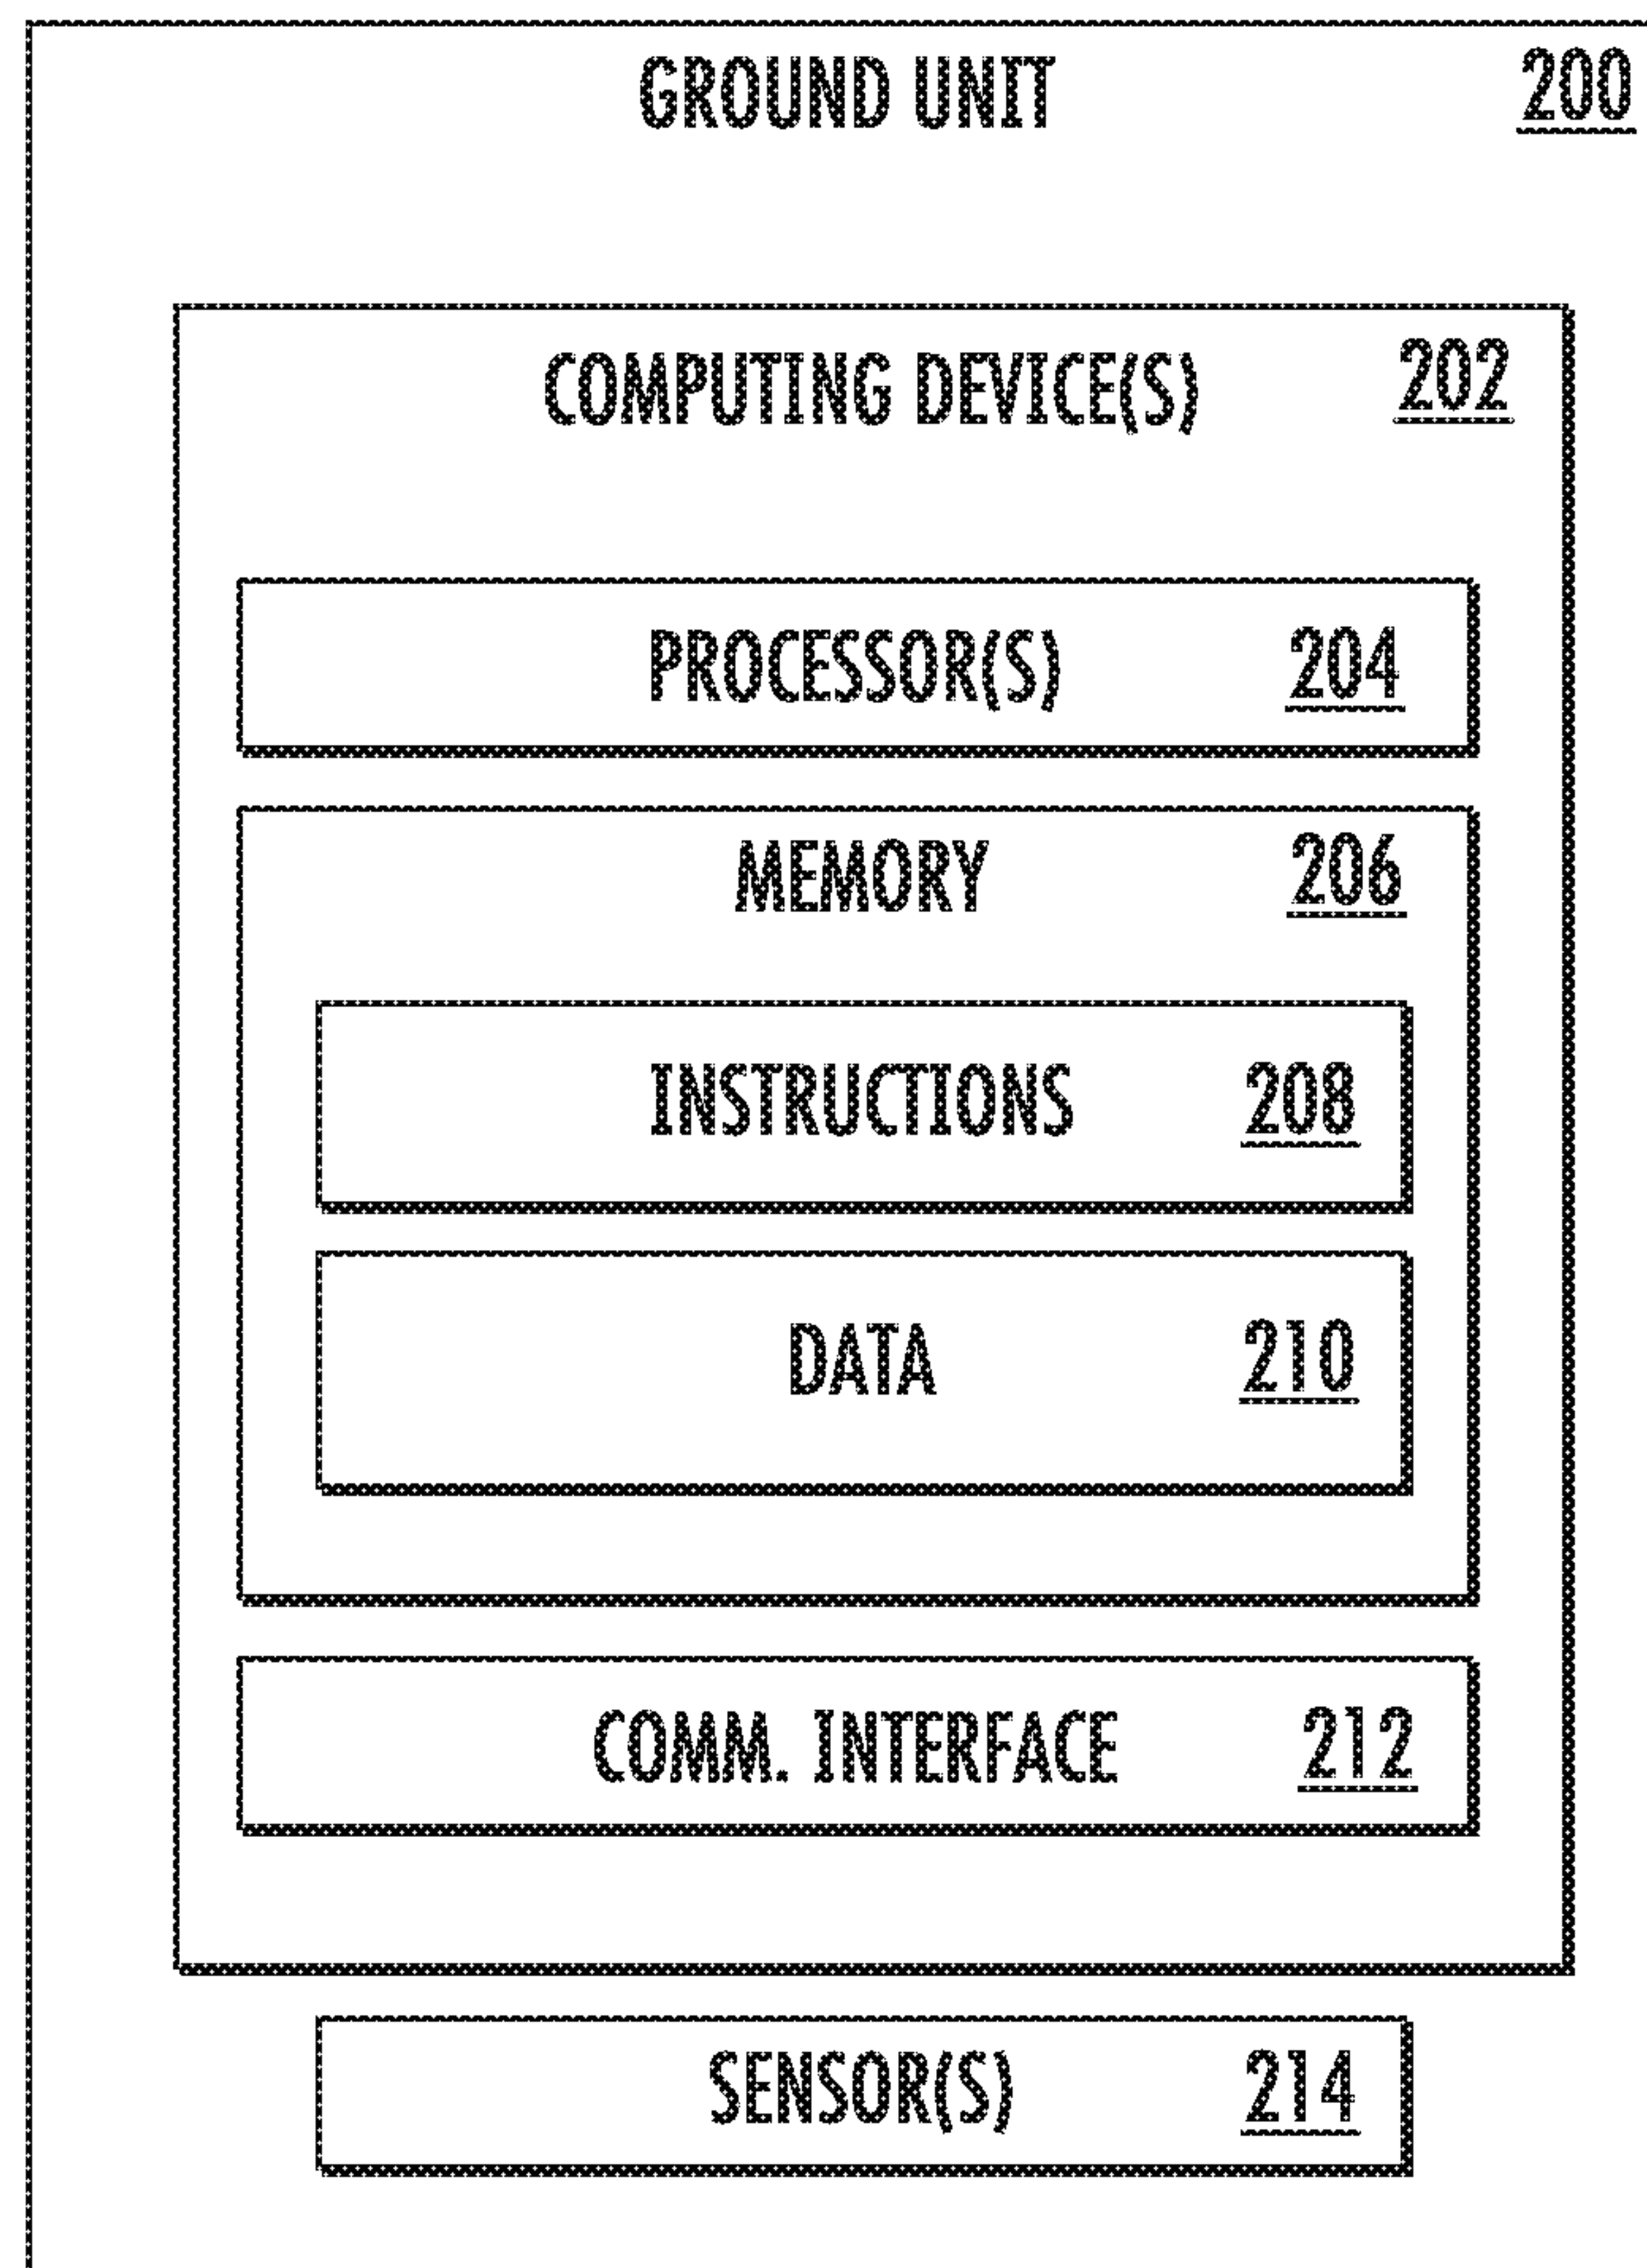 GROUND UNIT 200
COMPUTING DEVICE(S) 202
PROCESSOR(S) 204
MEMORY 206
INSTRUCTIONS 208
DATA 210
COMM. INTERFACE 212
SENSOR(S) 214